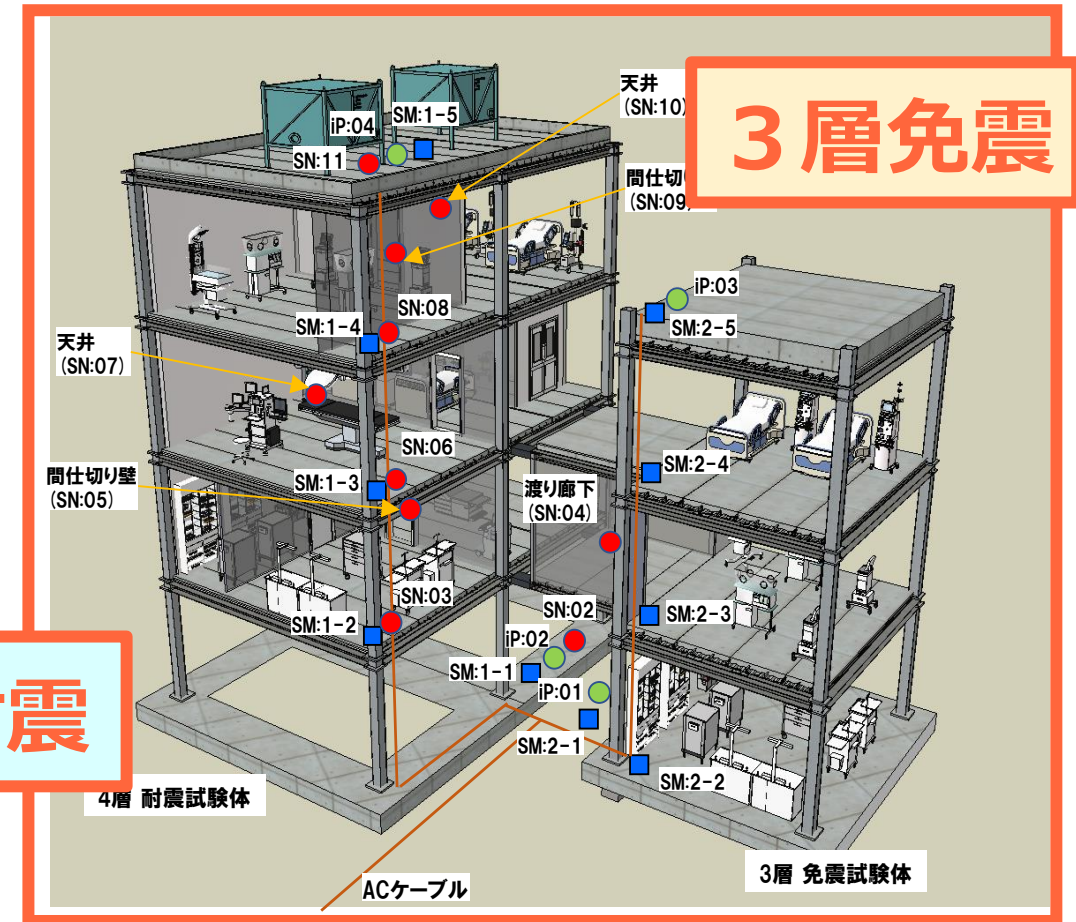 天井
(SN:10)
3層免震
iP:04
SM:1-5
SN:11
間仕切り
(SN:09)
iP:03
SN:08
SM:1-4
SM:2-5
天井
(SN:07)
SN:06
SM:2-4
間仕切り壁
(SN:05)
SM:1-3
渡り廊下
(SN:04)
SN:03
SN:02
SM:1-2
SM:2-3
iP:02
SM:1-1
iP:01
震
SM:2-1
SM:2-2
4層 耐震試験体
3層 免震試験体
ACケーブル